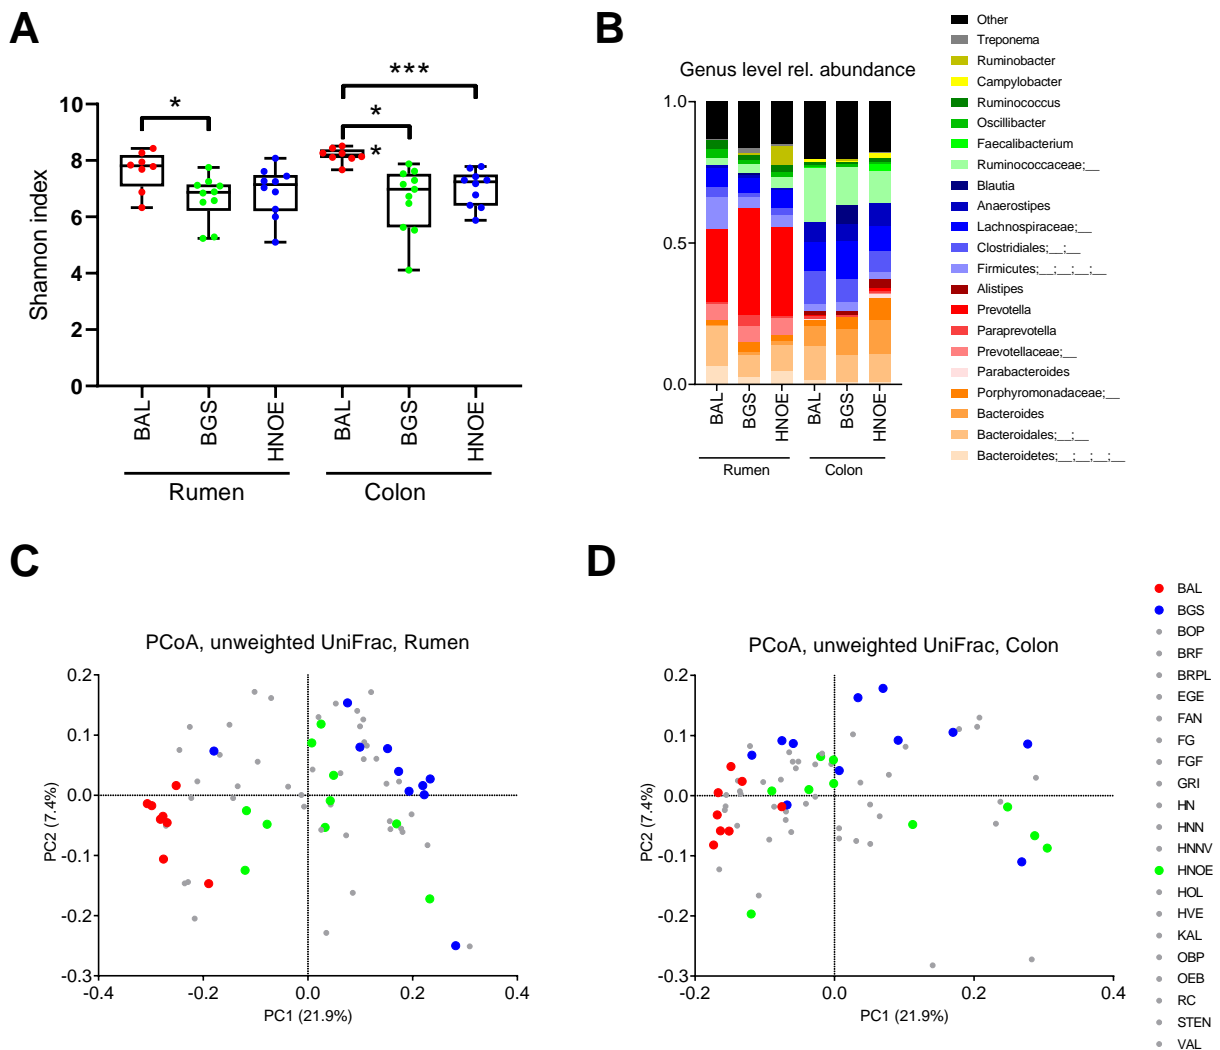 A
Shannon index
10
8
6
4
2
0
*
***
*
*
BAL
BGS
HNOE
BAL
BGS
HNOE
Rumen
Colon
B
Genus level rel. abundance
1.0
0.5
0.0
BAL
BGS
HNOE
BAL
BGS
HNOE
Rumen
Colon
Other
Treponema
Ruminobacter
Campylobacter
Ruminococcus
Oscillibacter
Faecalibacterium
Ruminococcaceae;__
Blautia
Anaerostipes
Lachnospiraceae;__
Clostridiales;__;__
Firmicutes;__;__;__;__
Alistipes
Prevotella
Paraprevotella
Prevotellaceae;__
Parabacteroides
Porphyromonadaceae;__
Bacteroides
Bacteroidales;__;__
Bacteroidetes;__;__;__;__
C
PCoA, unweighted UniFrac, Rumen
PC2 (7.4%)
0.2
0.1
0.0
-0.1
-0.2
-0.3
-0.4
-0.2
0.0
0.2
0.4
PC1 (21.9%)
D
PCoA, unweighted UniFrac, Colon
PC2 (7.4%)
0.2
0.1
0.0
-0.1
-0.2
-0.3
-0.2
0.0
0.2
0.4
PC1 (21.9%)
BAL
BGS
BOP
BRF
BRPL
EGE
FAN
FG
FGF
GRI
HN
HNN
HNNV
HNOE
HOL
HVE
KAL
OBP
OEB
RC
STEN
VAL